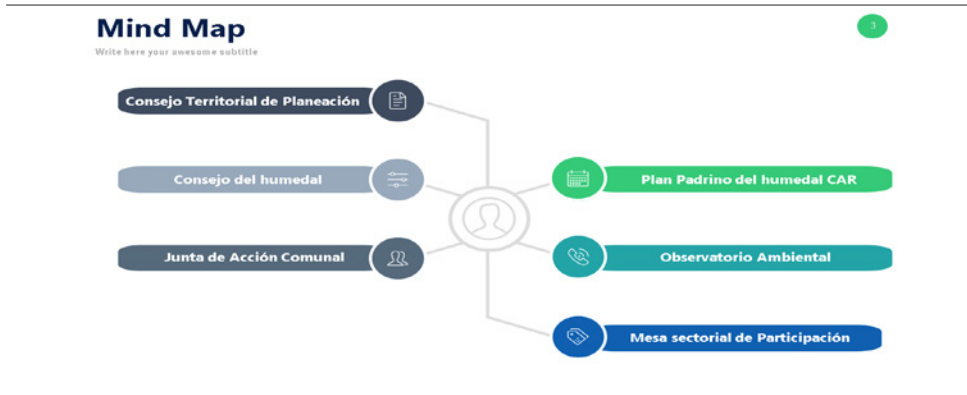 Mind Map
3
Write here your awesome subtitle
Consejo Territorial de Planeación
Consejo del humedal
Plan Padrino del humedal CAR
Junta de Acción Comunal
Observatorio Ambiental
Mesa sectorial de Participación